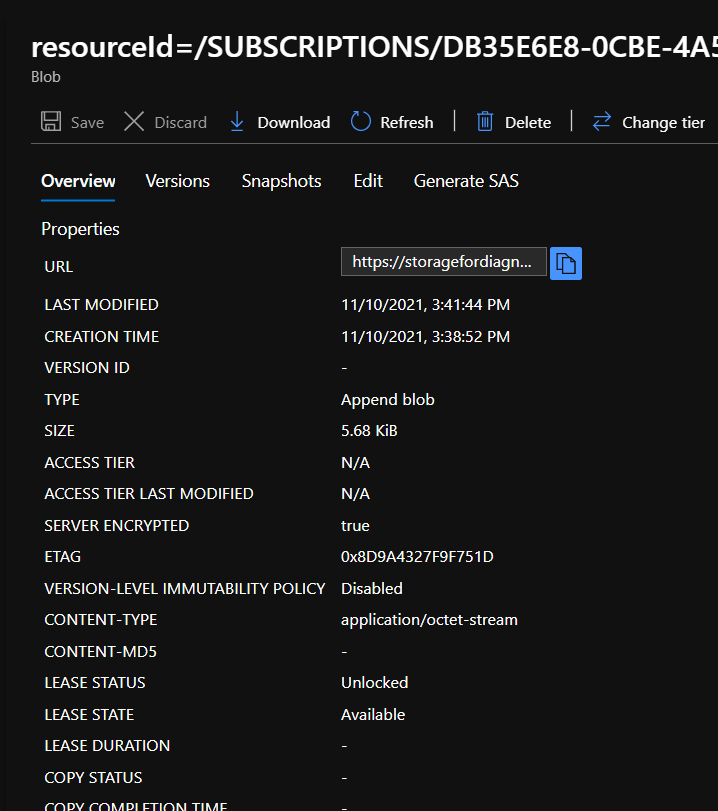 resourceId=/SUBSCRIPTIONS/DB35E6E8-0CBE-4A5
Blob
Save Discard Download Refresh Delete Change tier
Overview Versions Snapshots Edit Generate SAS
Properties
URL https://storagefordiagn...
LAST MODIFIED 11/10/2021, 3:41:44 PM
CREATION TIME 11/10/2021, 3:38:52 PM
VERSION ID -
TYPE Append blob
SIZE 5.68 KiB
ACCESS TIER N/A
ACCESS TIER LAST MODIFIED N/A
SERVER ENCRYPTED true
ETAG 0x8D9A4327F9F751D
VERSION-LEVEL IMMUTABILITY POLICY Disabled
CONTENT-TYPE application/octet-stream
CONTENT-MD5 -
LEASE STATUS Unlocked
LEASE STATE Available
LEASE DURATION -
COPY STATUS -
COPY COMPLETION TIME -